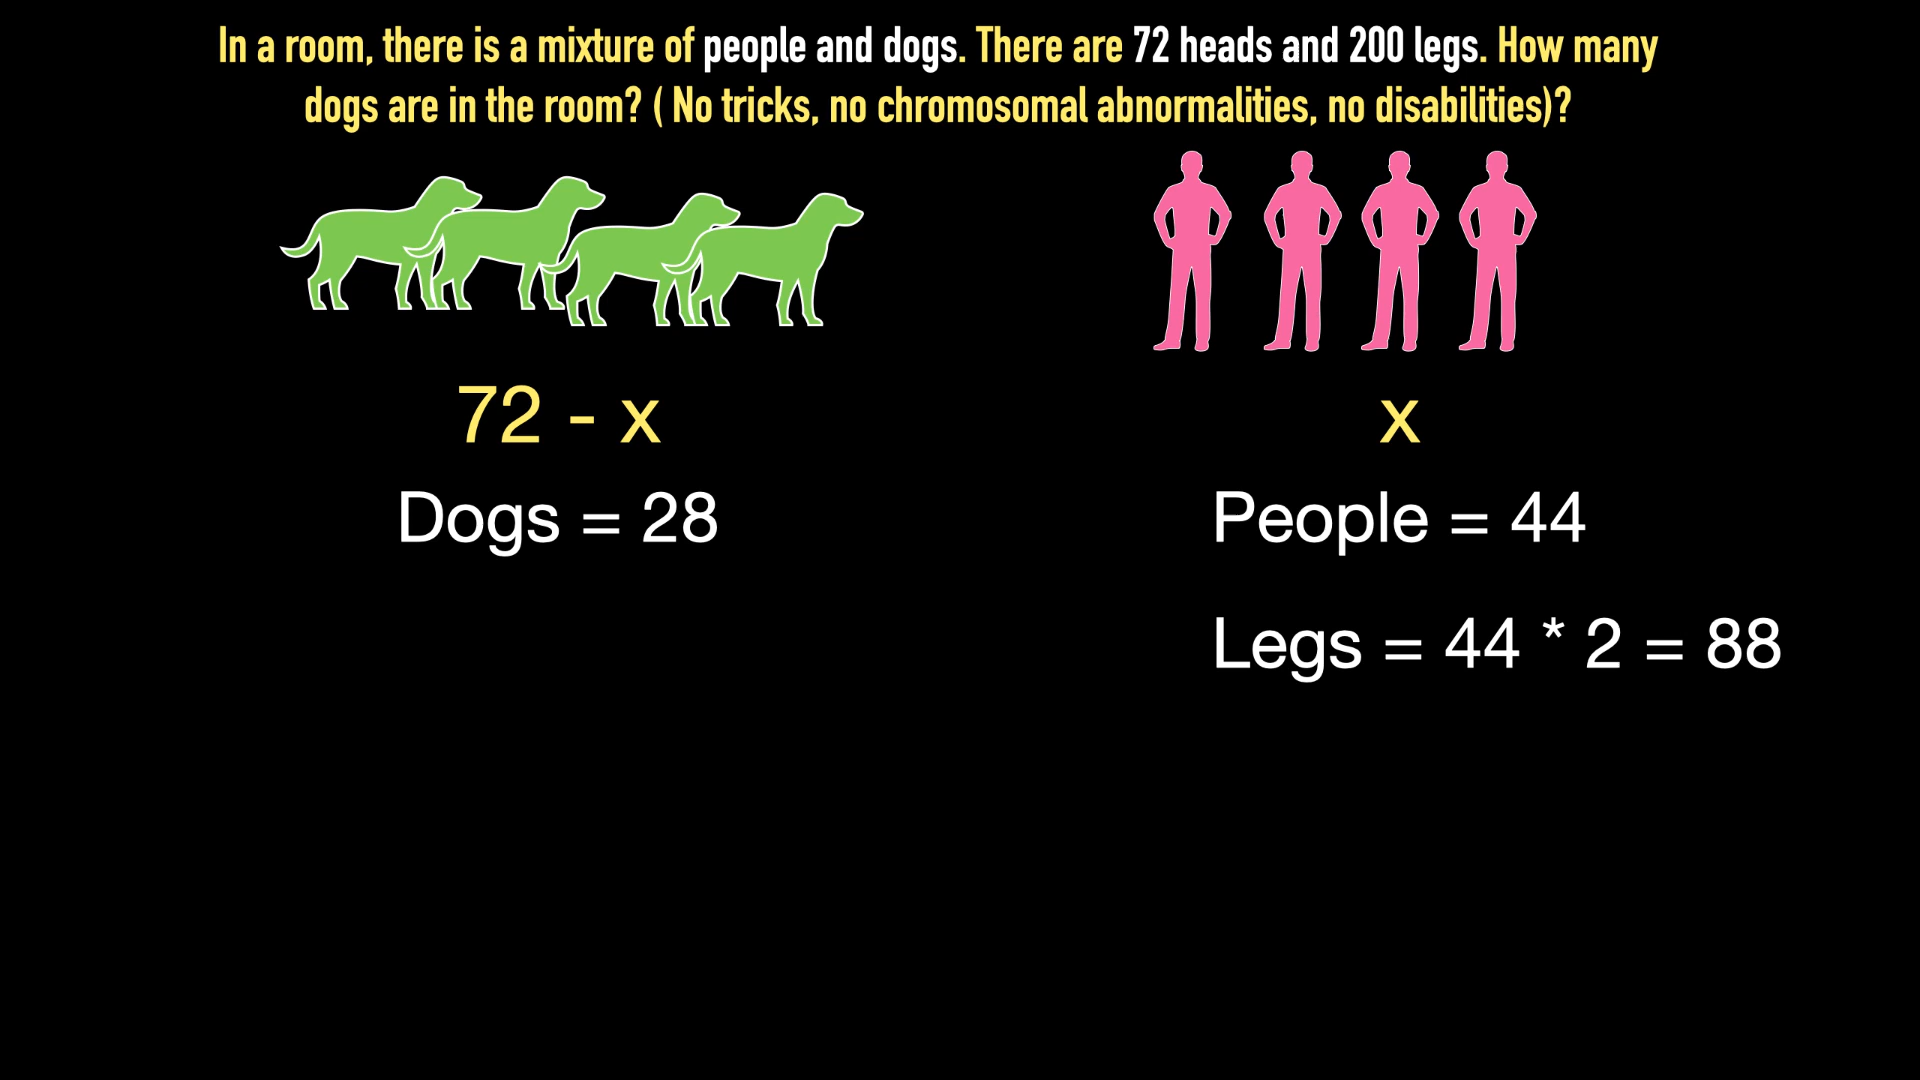 In a room, there is a mixture of people and dogs. There are 72 heads and 200 legs. How many
dogs are in the room? ( No tricks, no chromosomal abnormalities, no disabilities)?
72 - x
x
Dogs = 28
People = 44
Legs = 44 * 2 = 88